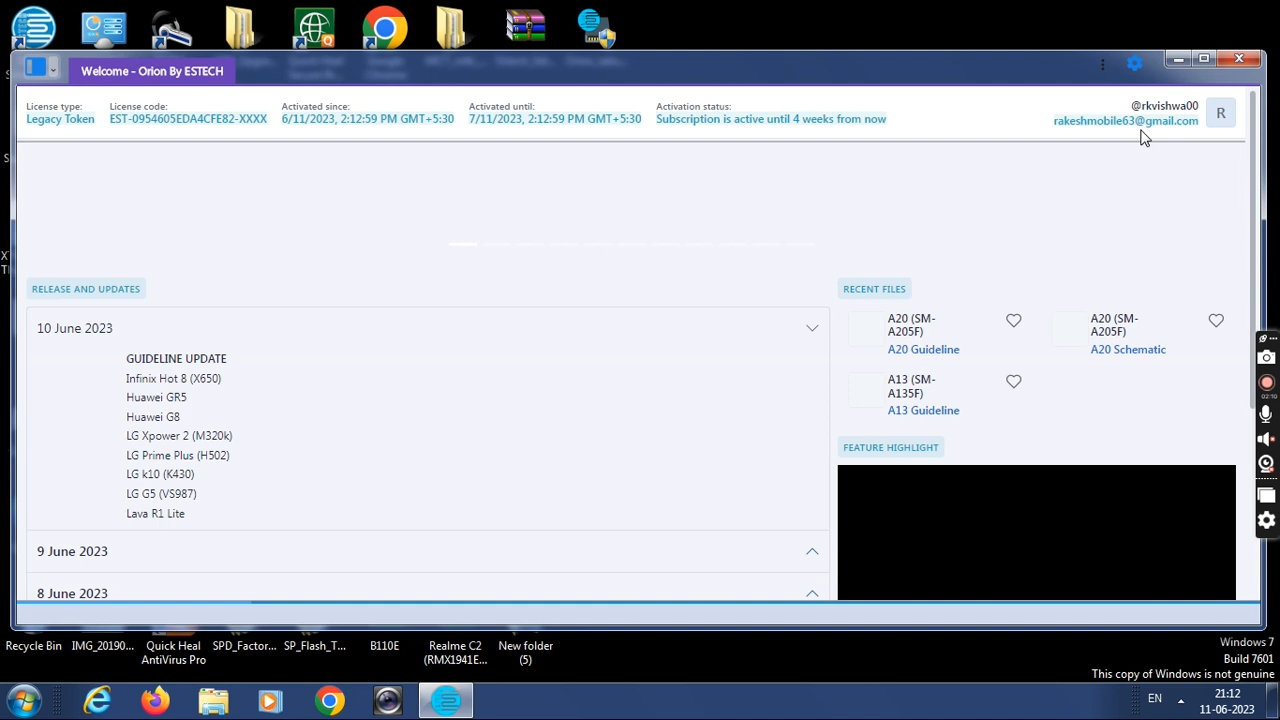 Welcome - Orion By ESTECH
License type:
Legacy Token
License code:
EST-0954605EDA4CFE82-XXXX
Activated since:
6/11/2023, 2:12:59 PM GMT+5:30
Activated until:
7/11/2023, 2:12:59 PM GMT+5:30
Activation status:
Subscription is active until 4 weeks from now
@rkvishwa00
rakeshmobile63@gmail.com
R
RELEASE AND UPDATES
10 June 2023
GUIDELINE UPDATE
Infinix Hot 8 (X650)
Huawei GR5
Huawei G8
LG Xpower 2 (M320k)
LG Prime Plus (H502)
LG k10 (K430)
LG G5 (VS987)
Lava R1 Lite
9 June 2023
8 June 2023
RECENT FILES
A20 (SM-
A205F)
A20 Guideline
A20 (SM-
A205F)
A20 Schematic
A13 (SM-
A135F)
A13 Guideline
FEATURE HIGHLIGHT
02:10
Recycle Bin
IMG_20190...
Quick Heal
AntiVirus Pro
SPD_Factor...
SP_Flash_T...
B110E
Realme C2
(RMX1941E...
New folder
(5)
Windows 7
Build 7601
This copy of Windows is not genuine
EN
21:12
11-06-2023